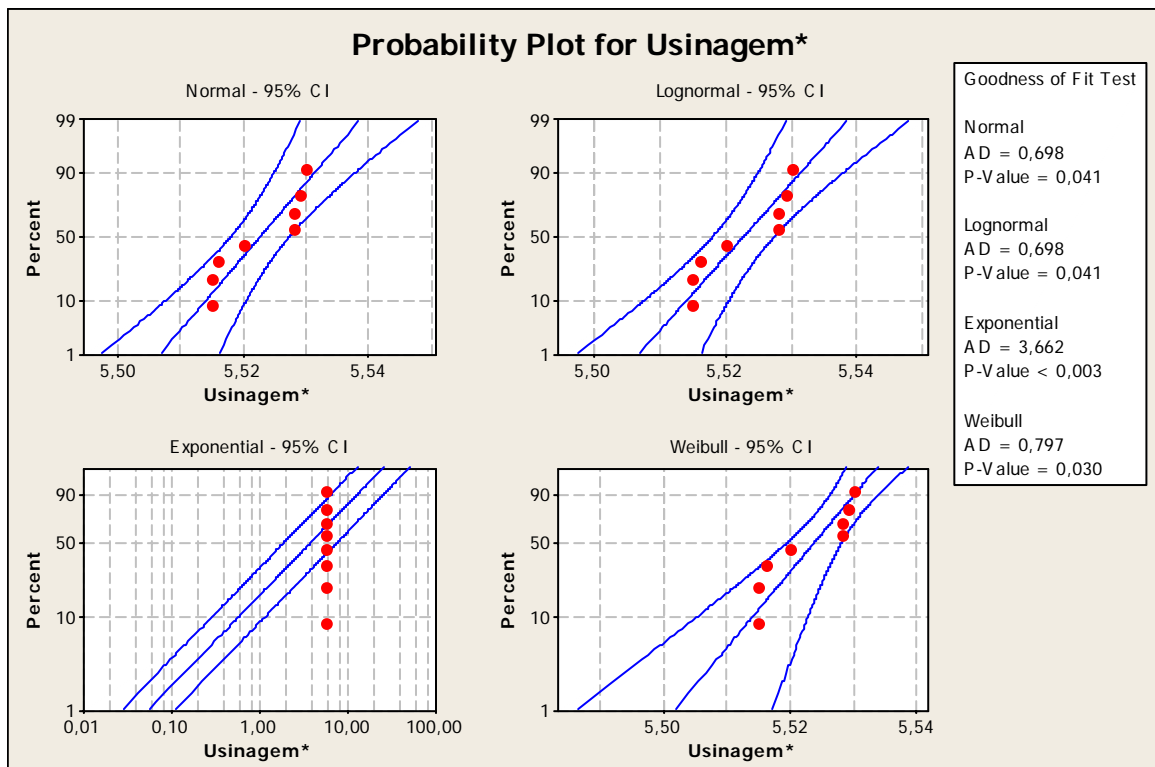 Probability Plot for Usinagem*
Normal - 95% CI
Percent
99
90
50
10
1
5,50
5,52
5,54
Usinagem*
Lognormal - 95% CI
Percent
99
90
50
10
1
5,50
5,52
5,54
Usinagem*
Exponential - 95% CI
Percent
90
50
10
1
0,01
0,10
1,00
10,00
100,00
Usinagem*
Weibull - 95% CI
Percent
90
50
10
1
5,50
5,52
5,54
Usinagem*
Goodness of Fit Test
Normal
AD = 0,698
P-Value = 0,041
Lognormal
AD = 0,698
P-Value = 0,041
Exponential
AD = 3,662
P-Value < 0,003
Weibull
AD = 0,797
P-Value = 0,030